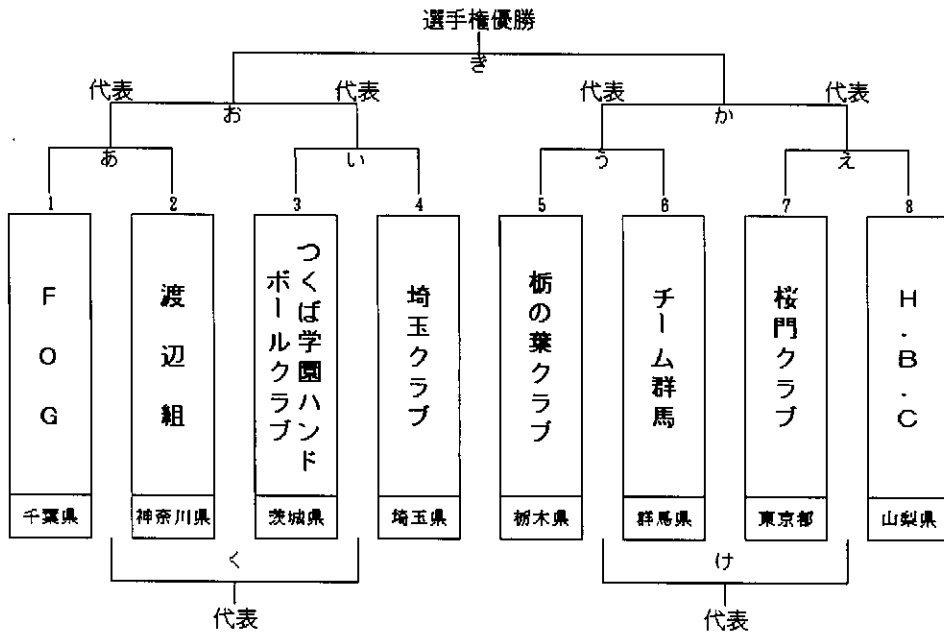 選手権優勝
き
代表 代表 代表 代表
お か
あ い う え
1 2 3 4 5 6 7 8
FOG
渡辺組
つくば学園ハンド
ボールクラブ
埼玉クラブ
栃の葉クラブ
チーム群馬
桜門クラブ
H.B.C
千葉県 神奈川県 茨城県 埼玉県 栃木県 群馬県 東京都 山梨県
く け
代表 代表